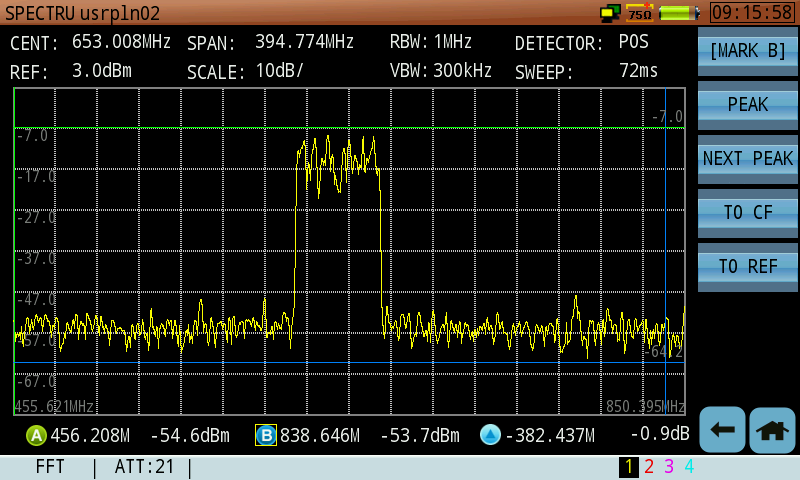 SPECTRU usrpln02 75Ω 09:15:58
CENT: 653.008MHz SPAN: 394.774MHz RBW: 1MHz DETECTOR: POS
REF: 3.0dBm SCALE: 10dB/ VBW: 300kHz SWEEP: 72ms
[MARK B]
PEAK
NEXT PEAK
TO CF
TO REF
-7.0
-7.0
-17.0
-27.0
-37.0
-47.0
-57.0
-64.2
-67.0
455.621MHz 850.395MHz
A 456.208M -54.6dBm B 838.646M -53.7dBm -382.437M -0.9dB
FFT | ATT:21 | 1 2 3 4